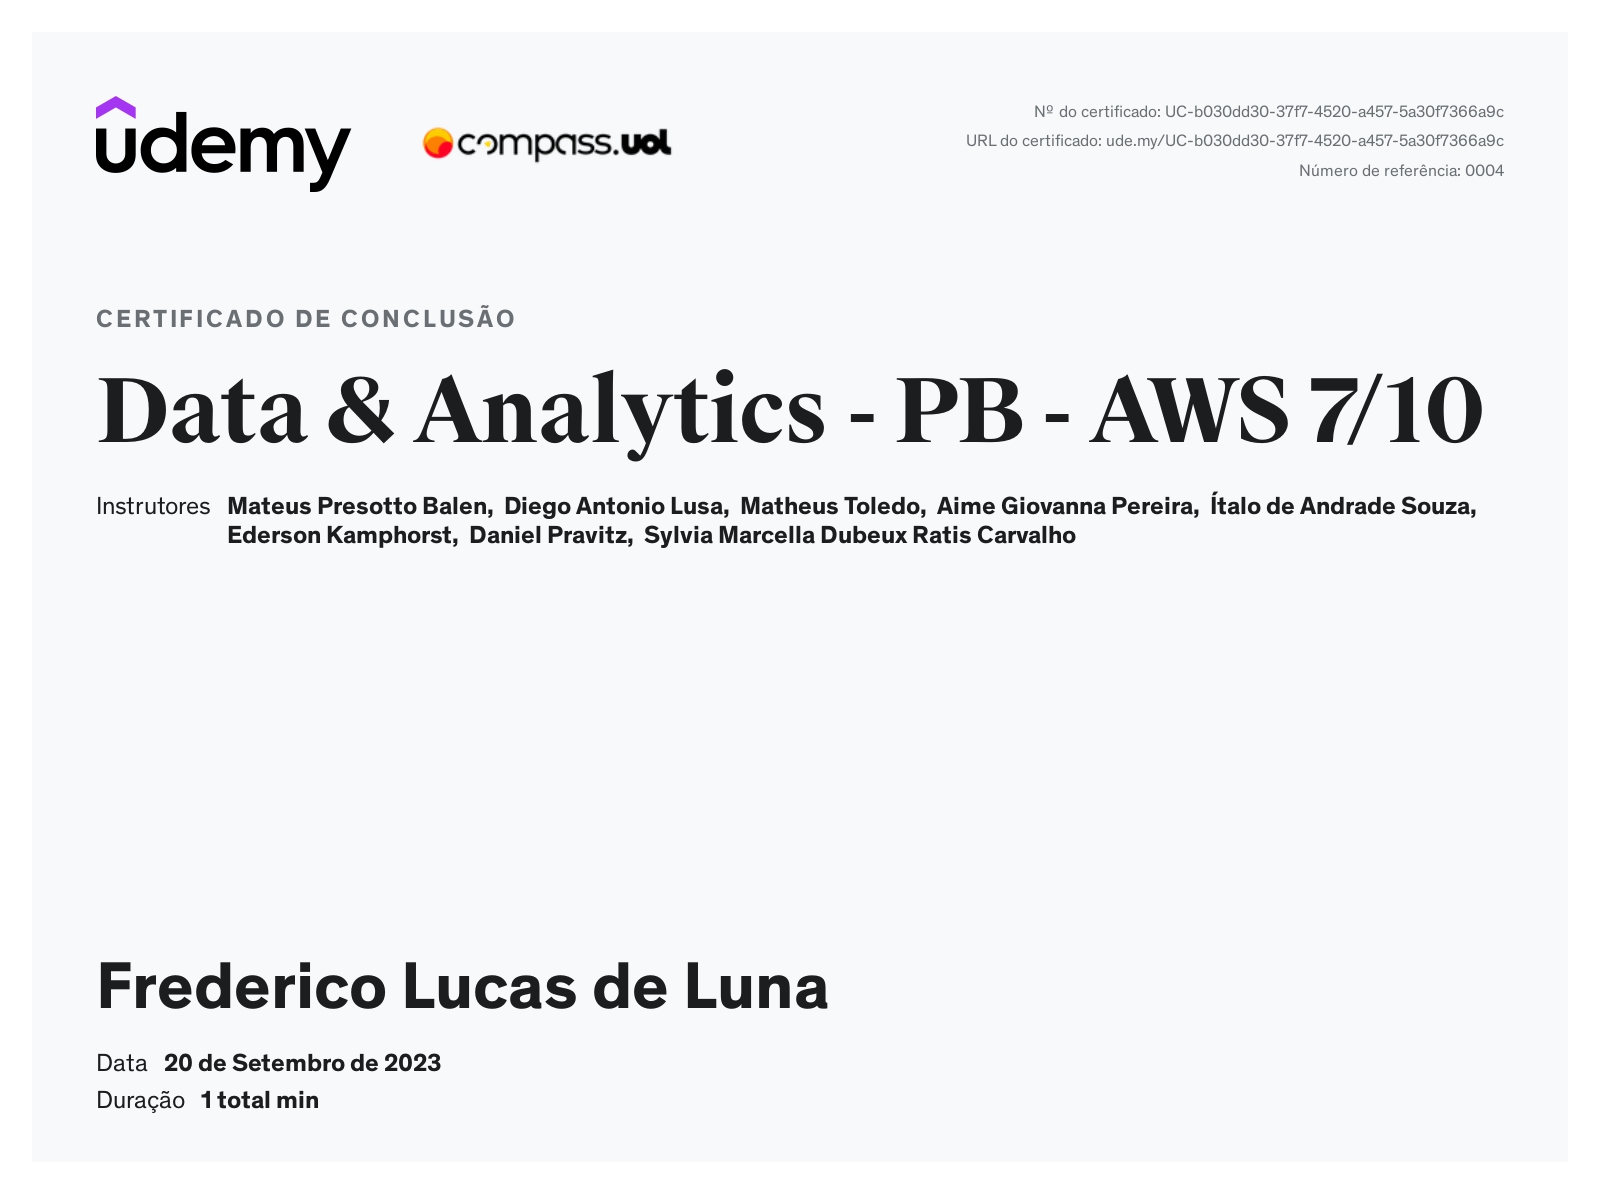 udemy
compass.uol
Nº do certificado: UC-b030dd30-37f7-4520-a457-5a30f7366a9c
URL do certificado: ude.my/UC-b030dd30-37f7-4520-a457-5a30f7366a9c
Número de referência: 0004
CERTIFICADO DE CONCLUSÃO
Data & Analytics - PB - AWS 7/10
Instrutores Mateus Presotto Balen, Diego Antonio Lusa, Matheus Toledo, Aime Giovanna Pereira, Ítalo de Andrade Souza,
Ederson Kamphorst, Daniel Pravitz, Sylvia Marcella Dubeux Ratis Carvalho
Frederico Lucas de Luna
Data 20 de Setembro de 2023
Duração 1 total min